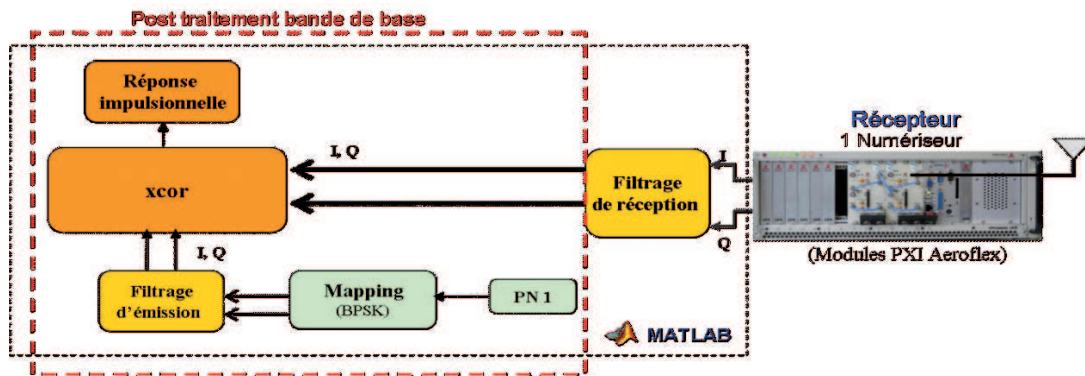 Post traitement bande de base
Réponse
impulsionnelle
Récepteur
1 Numériseur
I, Q
I
xcor
Filtrage
de réception
I, Q
Q
(Modules PXI Aeroflex)
Filtrage
d'émission
Mapping
(BPSK)
PN 1
MATLAB